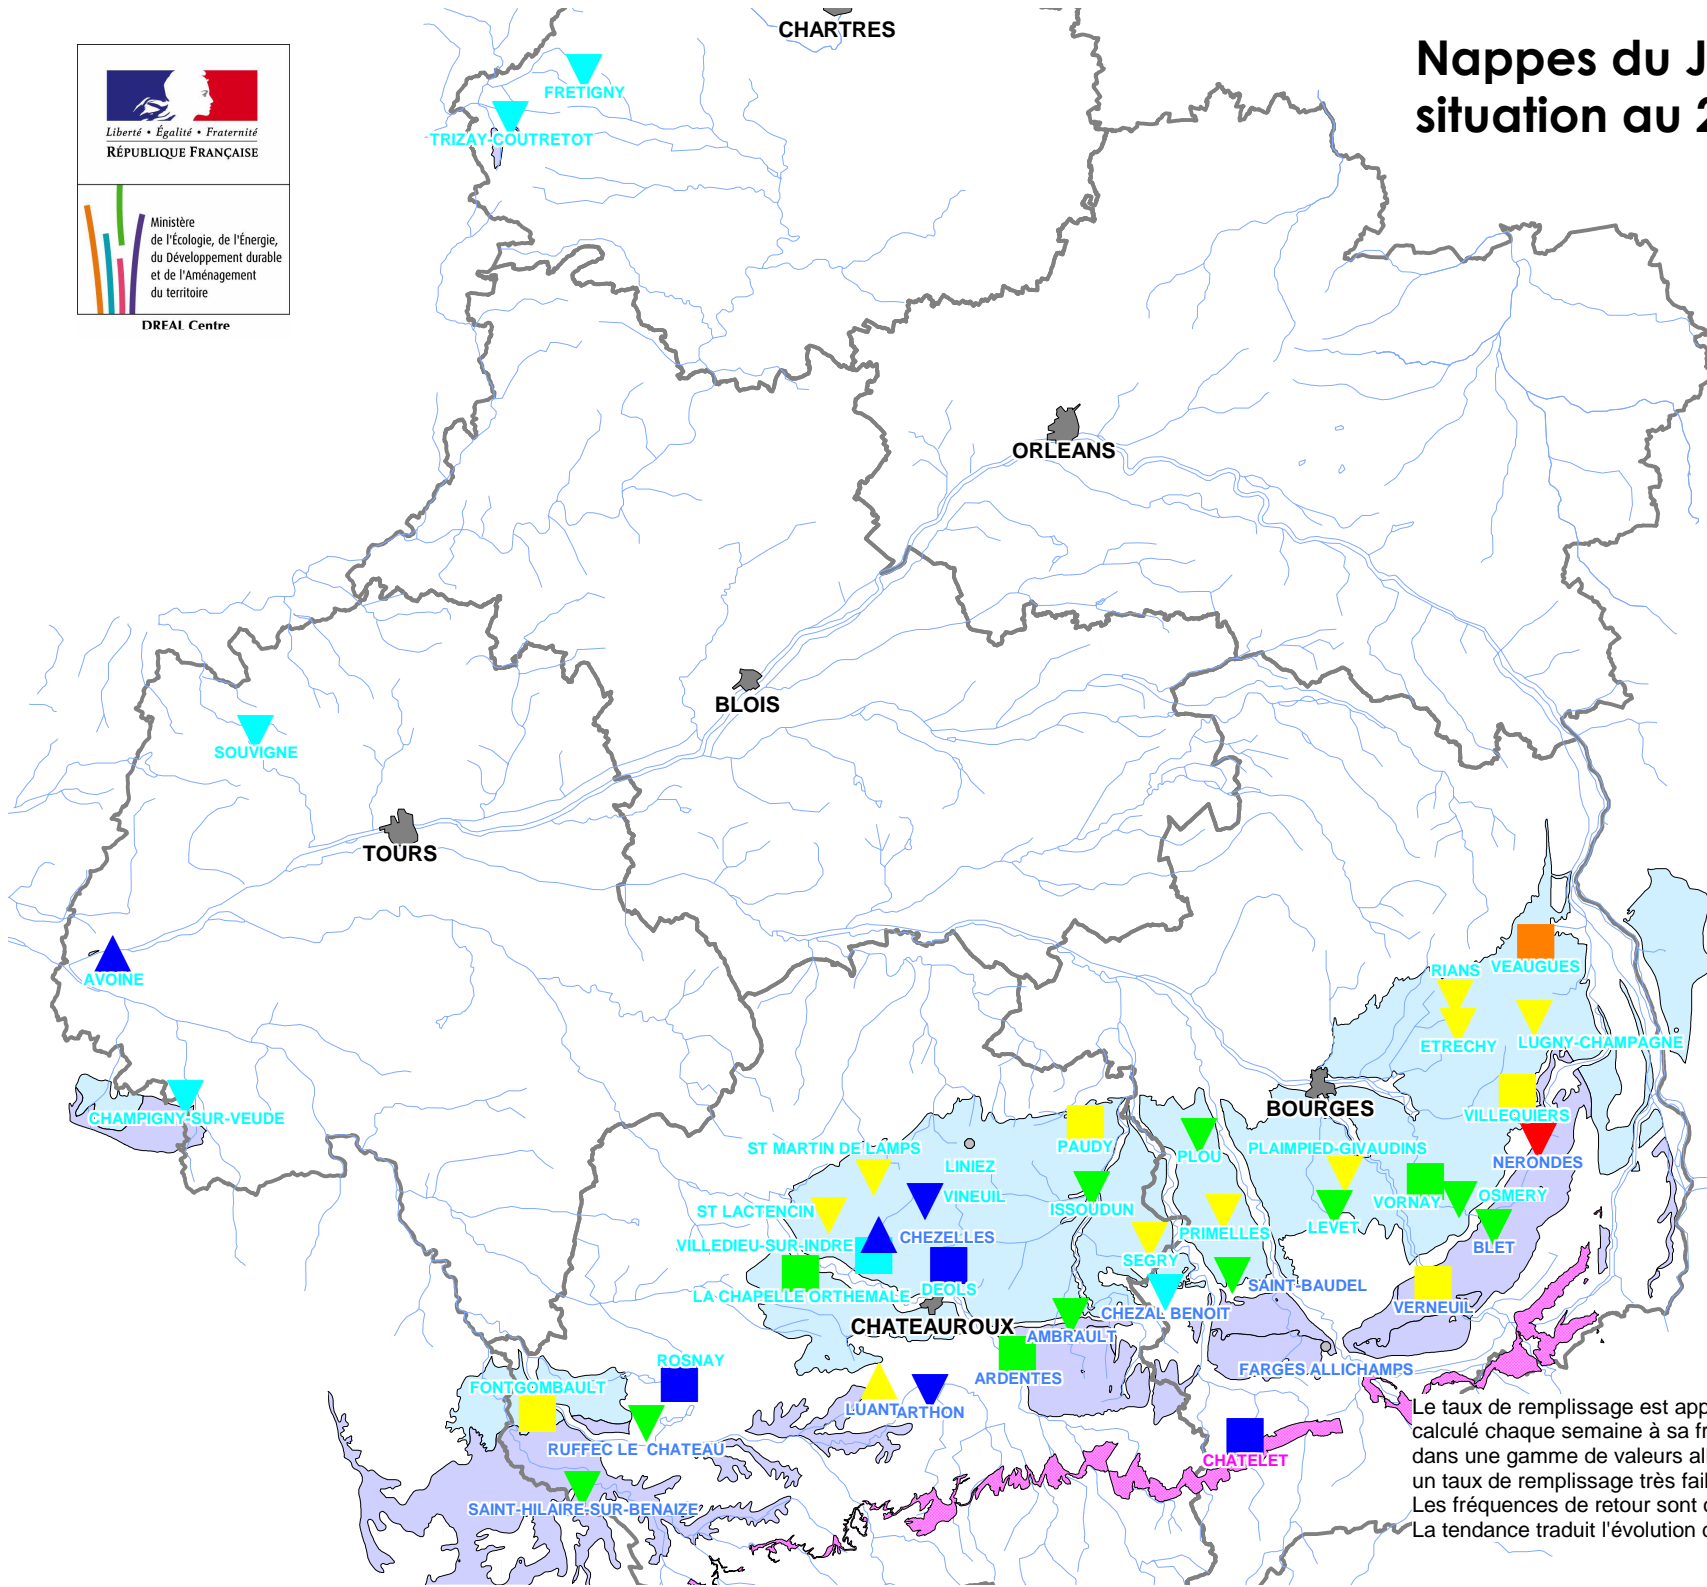 CHARTRES
Nappes du J
situation au 2
FRETIGNY
TRIZAY-COUTRETOT
Liberté • Égalité • Fraternité
RÉPUBLIQUE FRANÇAISE
Ministère
de l'Écologie, de l'Énergie,
du Développement durable
et de l'Aménagement
du territoire
DREAL Centre
ORLEANS
BLOIS
SOUVIGNE
TOURS
AVOINE
CHAMPIGNY-SUR-VEUDE
RIANS
VEAUGUES
ETRECHY
LUGNY-CHAMPAGNE
BOURGES
VILLEQUIERS
ST MARTIN DE LAMPS
LINIEZ
PAUDY
PLOU
PLAIMPIED-GIVAUDINS
NERONDES
VINEUIL
ST LACTENCIN
ISSOUDUN
VORNAY
OSMERY
LEVET
PRIMELLES
CHEZELLES
VILLEDIEU-SUR-INDRE
BLET
SEGRY
DEOLS
LA CHAPELLE ORTHEMALE
SAINT-BAUDEL
CHEZAL BENOIT
VERNEUIL
CHATEAUROUX
AMBRAULT
ARDENTES
FARGES ALLICHAMPS
ROSNAY
FONTGOMBAULT
LUANT
ARTHON
RUFFEC LE CHATEAU
CHATELET
SAINT-HILAIRE-SUR-BENAIZE
Le taux de remplissage est app
calculé chaque semaine à sa fr
dans une gamme de valeurs al
un taux de remplissage très fail
Les fréquences de retour sont
La tendance traduit l'évolution